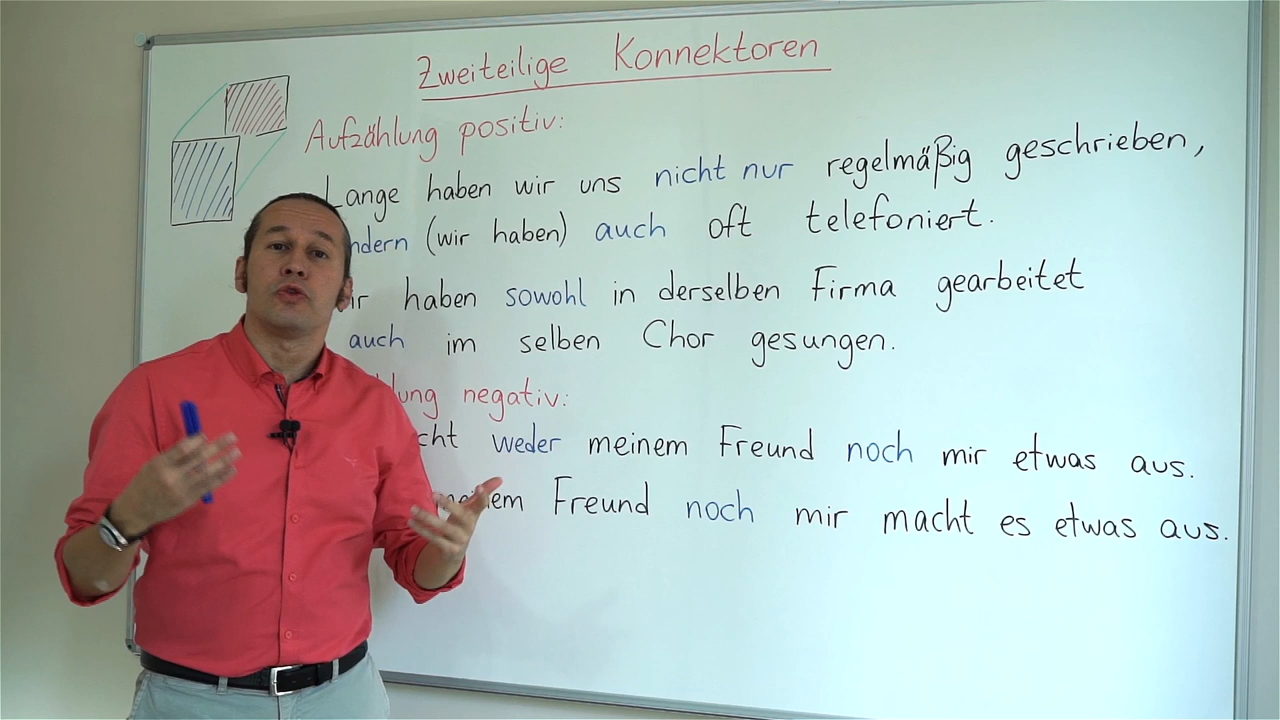 Zweiteilige Konnektoren
Aufzählung positiv:
Lange haben wir uns nicht nur regelmäßig geschrieben,
ndern (wir haben) auch oft telefoniert.
ir haben sowohl in derselben Firma gearbeitet
auch im selben Chor gesungen.
lung negativ:
cht weder meinem Freund noch mir etwas aus.
meinem Freund noch mir macht es etwas aus.